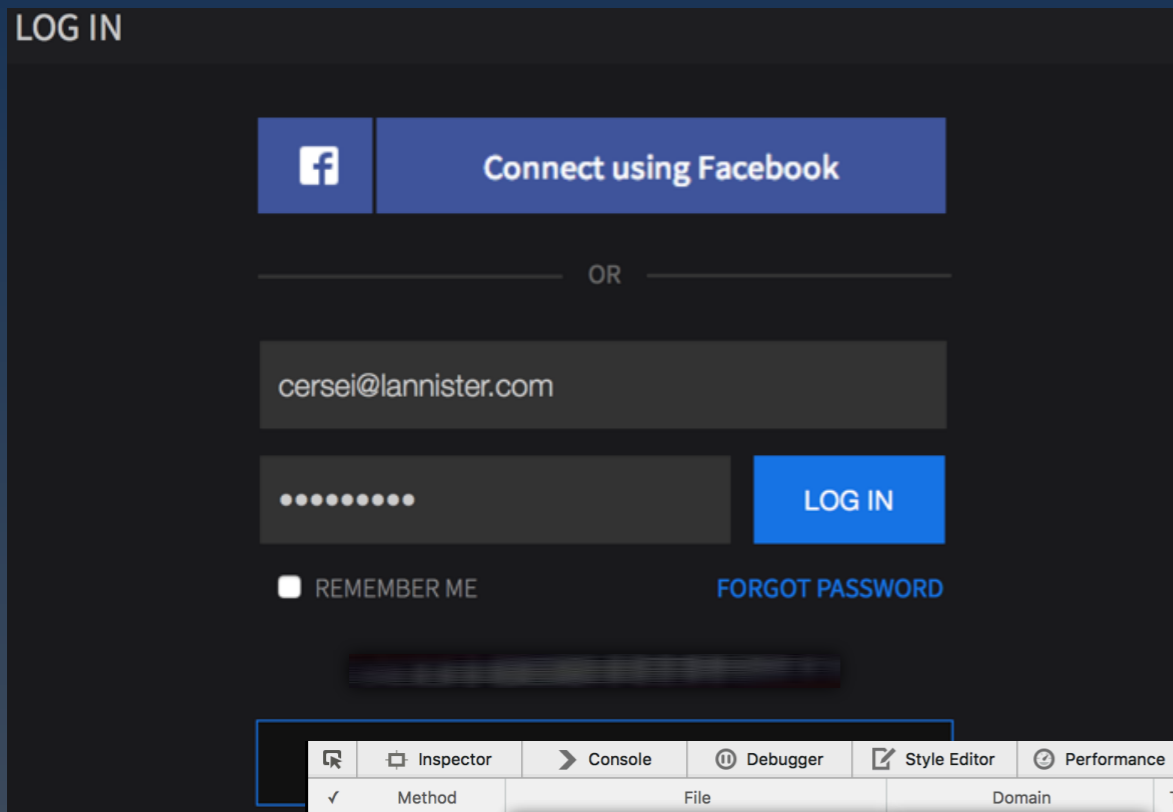 LOG IN
Connect using Facebook
OR
cersei@lannister.com
•••••••••
LOG IN
REMEMBER ME FORGOT PASSWORD
Inspector Console Debugger Style Editor Performance
✓ Method File Domain